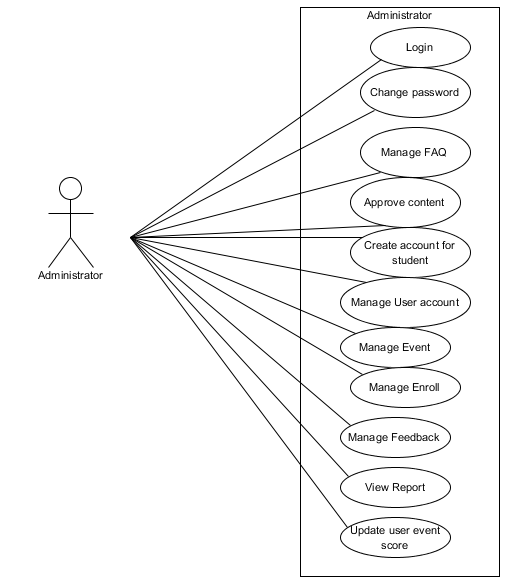 Administrator
Login
Change password
Manage FAQ
Approve content
Create account for
student
Manage User account
Manage Event
Manage Enroll
Manage Feedback
View Report
Update user event
score
Administrator